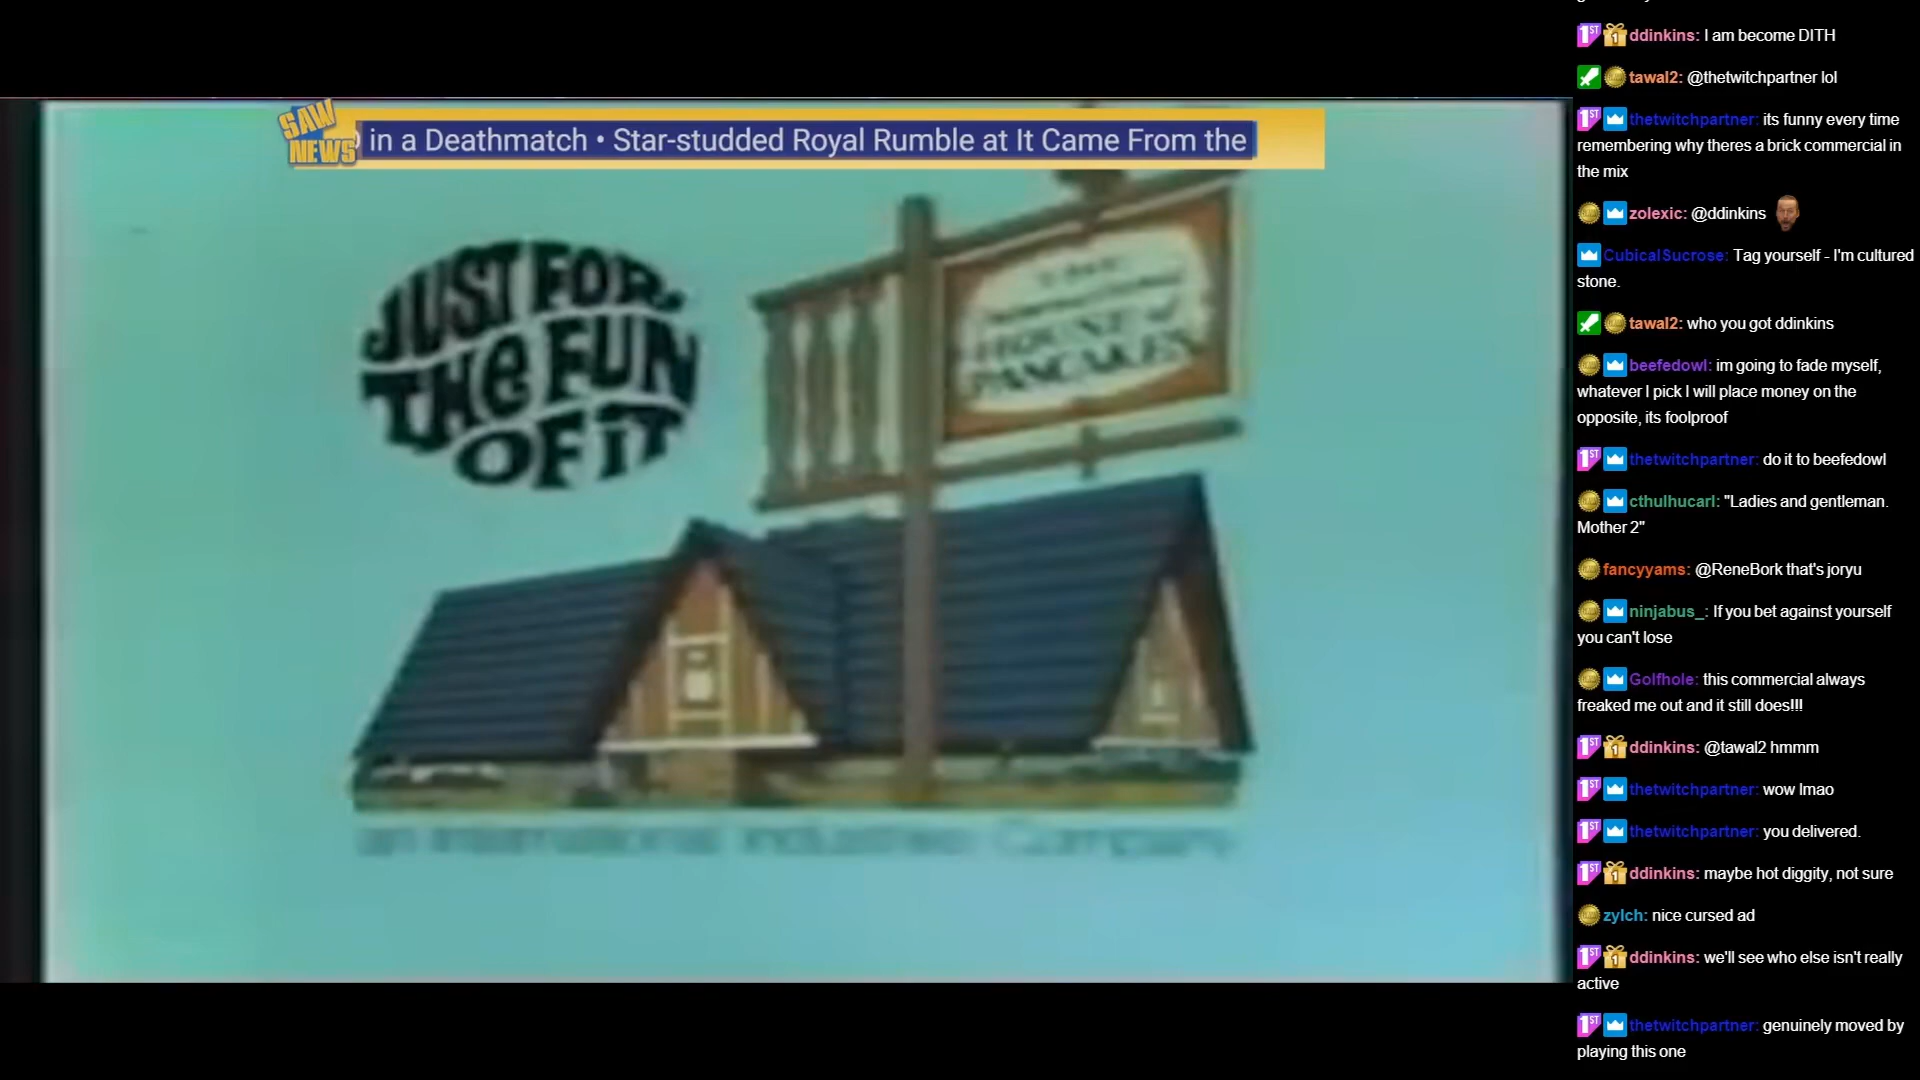 SAW
NEWS
in a Deathmatch • Star-studded Royal Rumble at It Came From the
JUST FOR
THE FUN
OF IT
HOUSE of
PANCAKES
an International Industries Company
ddinkins: I am become DITH
tawal2: @thetwitchpartner lol
thetwitchpartner: its funny every time
remembering why theres a brick commercial in
the mix
zolexic: @ddinkins
CubicalSucrose: Tag yourself - I'm cultured
stone.
tawal2: who you got ddinkins
beefedowl: im going to fade myself,
whatever I pick I will place money on the
opposite, its foolproof
thetwitchpartner: do it to beefedowl
cthulhucarl: "Ladies and gentleman.
Mother 2"
fancyyams: @ReneBork that's joryu
ninjabus_: If you bet against yourself
you can't lose
Golfhole: this commercial always
freaked me out and it still does!!!
ddinkins: @tawal2 hmmm
thetwitchpartner: wow lmao
thetwitchpartner: you delivered.
ddinkins: maybe hot diggity, not sure
zylch: nice cursed ad
ddinkins: we'll see who else isn't really
active
thetwitchpartner: genuinely moved by
playing this one